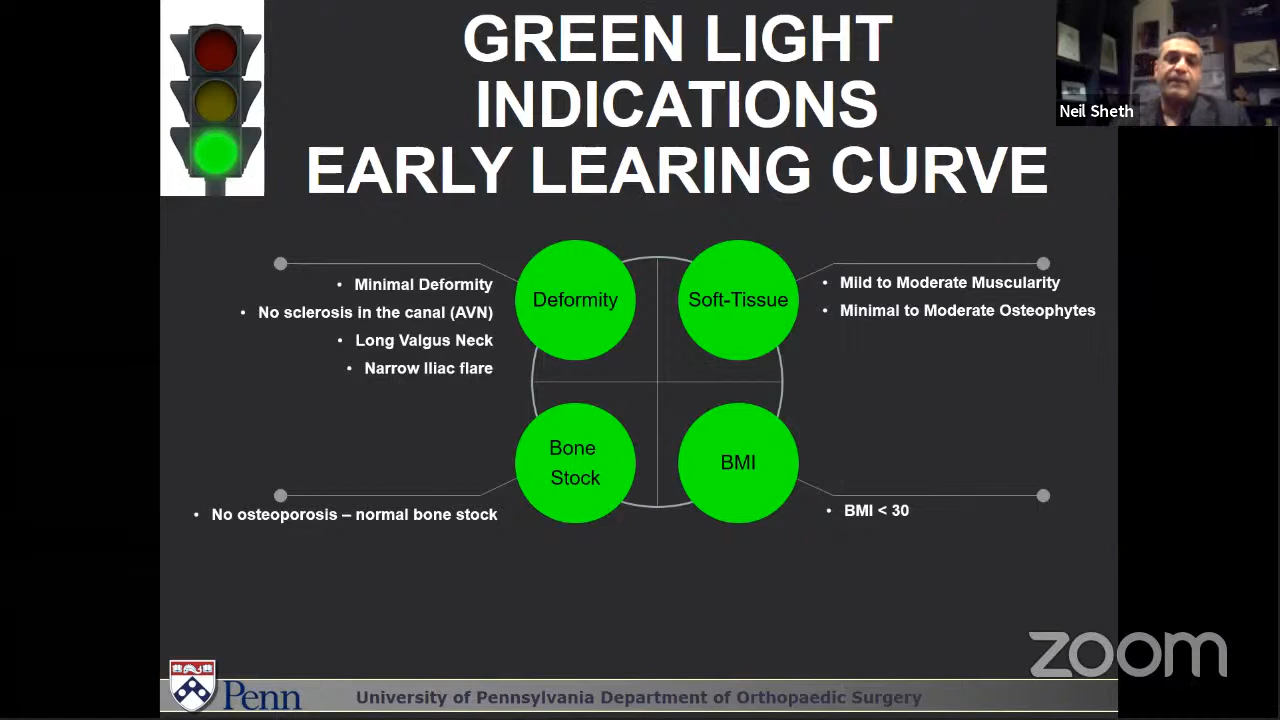 GREEN LIGHT
INDICATIONS
EARLY LEARING CURVE
Neil Sheth
• Minimal Deformity
• No sclerosis in the canal (AVN)
• Long Valgus Neck
• Narrow Iliac flare
Deformity
Soft-Tissue
• Mild to Moderate Muscularity
• Minimal to Moderate Osteophytes
Bone
Stock
BMI
• No osteoporosis – normal bone stock
• BMI < 30
zoom
Penn
University of Pennsylvania Department of Orthopaedic Surgery